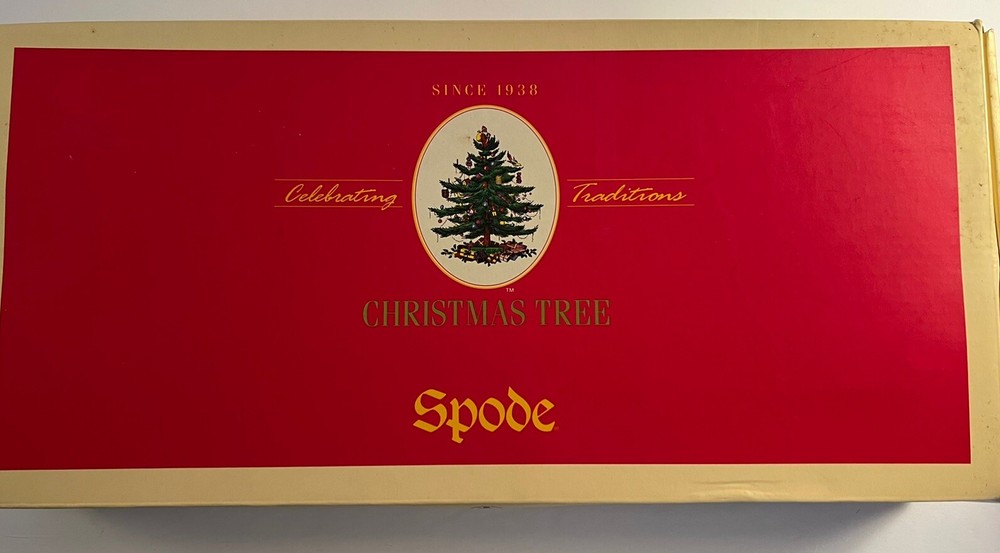 SINCE 1938
Celebrating Traditions
TM
CHRISTMAS TREE
Spode